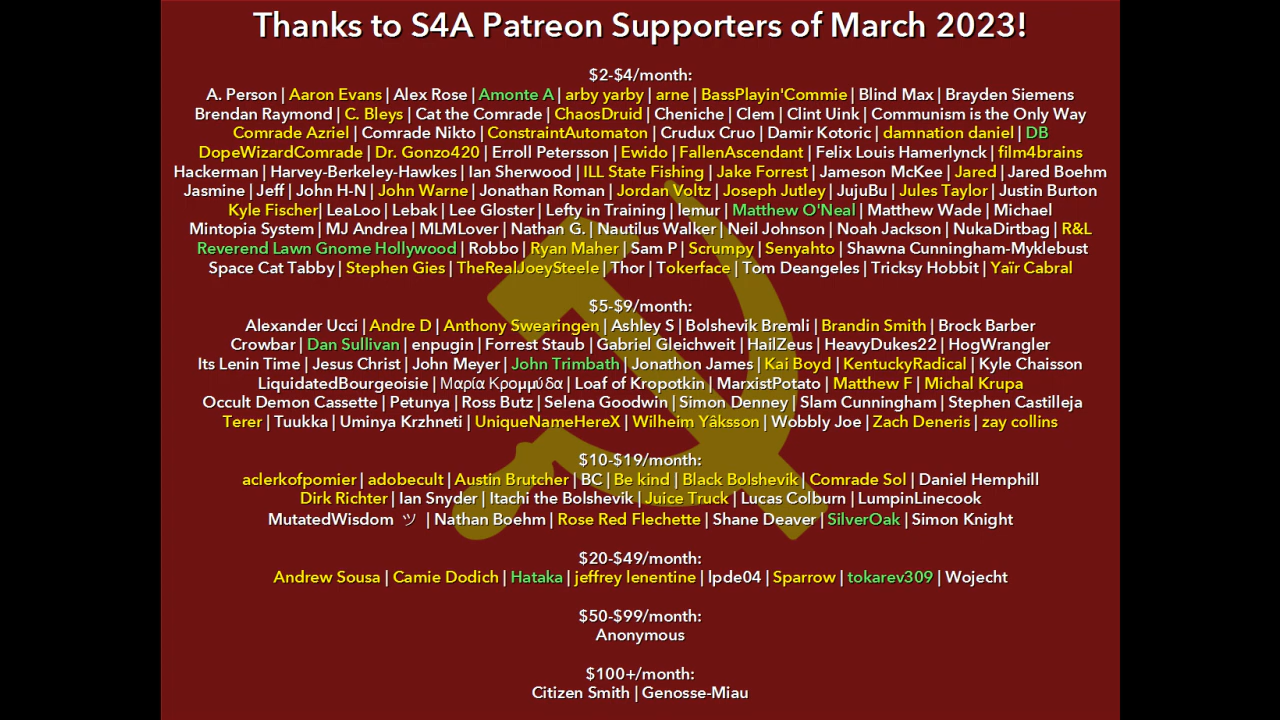 Thanks to S4A Patreon Supporters of March 2023!
$2-$4/month:
A. Person | Aaron Evans | Alex Rose | Amonte A | arby yarby | arne | BassPlayin'Commie | Blind Max | Brayden Siemens
Brendan Raymond | C. Bleys | Cat the Comrade | ChaosDruid | Cheniche | Clem | Clint Uink | Communism is the Only Way
Comrade Azriel | Comrade Nikto | ConstraintAutomaton | Crudux Cruo | Damir Kotoric | damnation daniel | DB
DopeWizardComrade | Dr. Gonzo420 | Erroll Petersson | Ewido | FallenAscendant | Felix Louis Hamerlynck | film4brains
Hackerman | Harvey-Berkeley-Hawkes | Ian Sherwood | ILL State Fishing | Jake Forrest | Jameson McKee | Jared | Jared Boehm
Jasmine | Jeff | John H-N | John Warne | Jonathan Roman | Jordan Voltz | Joseph Jutley | JujuBu | Jules Taylor | Justin Burton
Kyle Fischer| LeaLoo | Lebak | Lee Gloster | Lefty in Training | lemur | Matthew O'Neal | Matthew Wade | Michael
Mintopia System | MJ Andrea | MLMLover | Nathan G. | Nautilus Walker | Neil Johnson | Noah Jackson | NukaDirtbag | R&L
Reverend Lawn Gnome Hollywood | Robbo | Ryan Maher | Sam P | Scrumpy | Senyahto | Shawna Cunningham-Myklebust
Space Cat Tabby | Stephen Gies | TheRealJoeySteele | Thor | Tokerface | Tom Deangeles | Tricksy Hobbit | Yaïr Cabral
$5-$9/month:
Alexander Ucci | Andre D | Anthony Swearingen | Ashley S | Bolshevik Bremli | Brandin Smith | Brock Barber
Crowbar | Dan Sullivan | enpugin | Forrest Staub | Gabriel Gleichweit | HailZeus | HeavyDukes22 | HogWrangler
Its Lenin Time | Jesus Christ | John Meyer | John Trimbath | Jonathon James | Kai Boyd | KentuckyRadical | Kyle Chaisson
LiquidatedBourgeoisie | Μαρία Κρομμύδα | Loaf of Kropotkin | MarxistPotato | Matthew F | Michal Krupa
Occult Demon Cassette | Petunya | Ross Butz | Selena Goodwin | Simon Denney | Slam Cunningham | Stephen Castilleja
Terer | Tuukka | Uminya Krzhneti | UniqueNameHereX | Wilheim Yâksson | Wobbly Joe | Zach Deneris | zay collins
$10-$19/month:
aclerkofpomier | adobecult | Austin Brutcher | BC | Be kind | Black Bolshevik | Comrade Sol | Daniel Hemphill
Dirk Richter | Ian Snyder | Itachi the Bolshevik | Juice Truck | Lucas Colburn | LumpinLinecook
MutatedWisdom ツ | Nathan Boehm | Rose Red Flechette | Shane Deaver | SilverOak | Simon Knight
$20-$49/month:
Andrew Sousa | Camie Dodich | Hataka | jeffrey lenentine | lpde04 | Sparrow | tokarev309 | Wojecht
$50-$99/month:
Anonymous
$100+/month:
Citizen Smith | Genosse-Miau